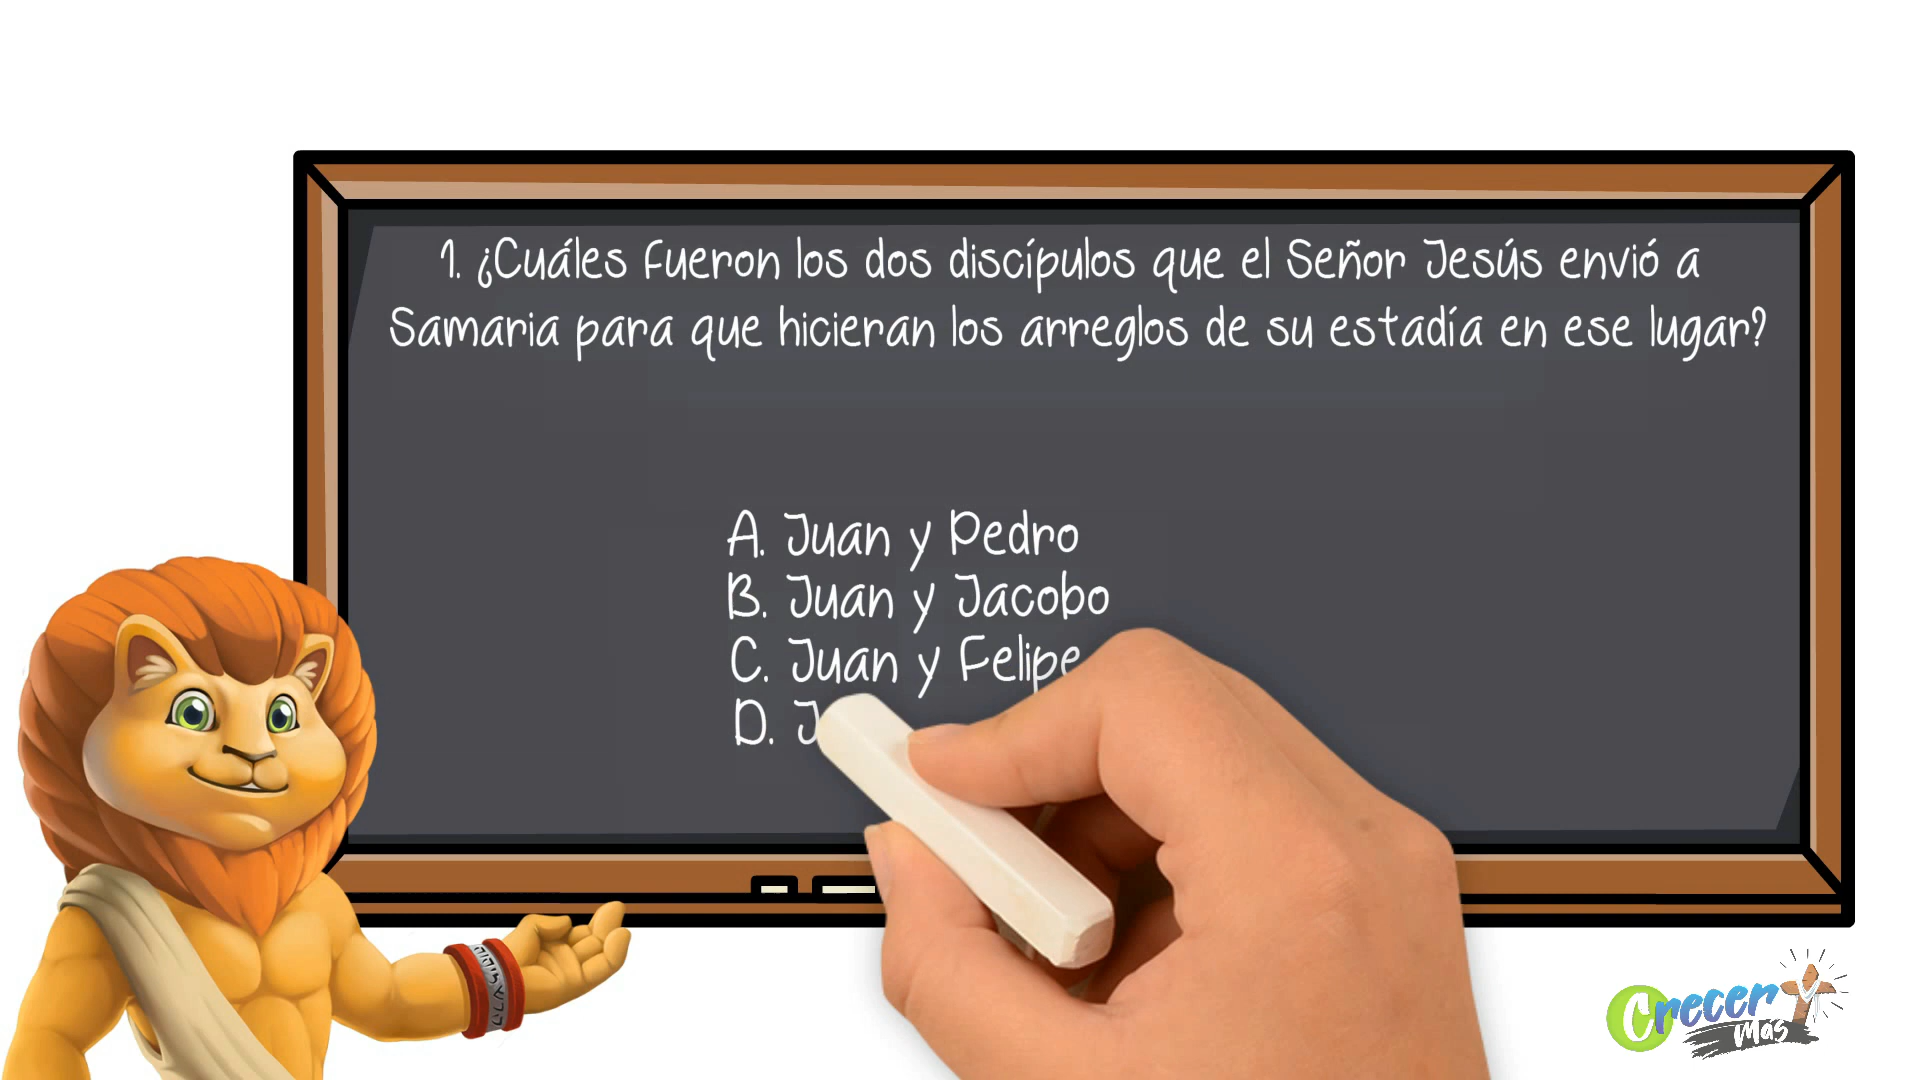 1. ¿Cuáles fueron los dos discípulos que el Señor Jesús envió a
Samaria para que hicieran los arreglos de su estadía en ese lugar?
A. Juan y Pedro
B. Juan y Jacobo
C. Juan y Felipe
D. J
Crecer
Más